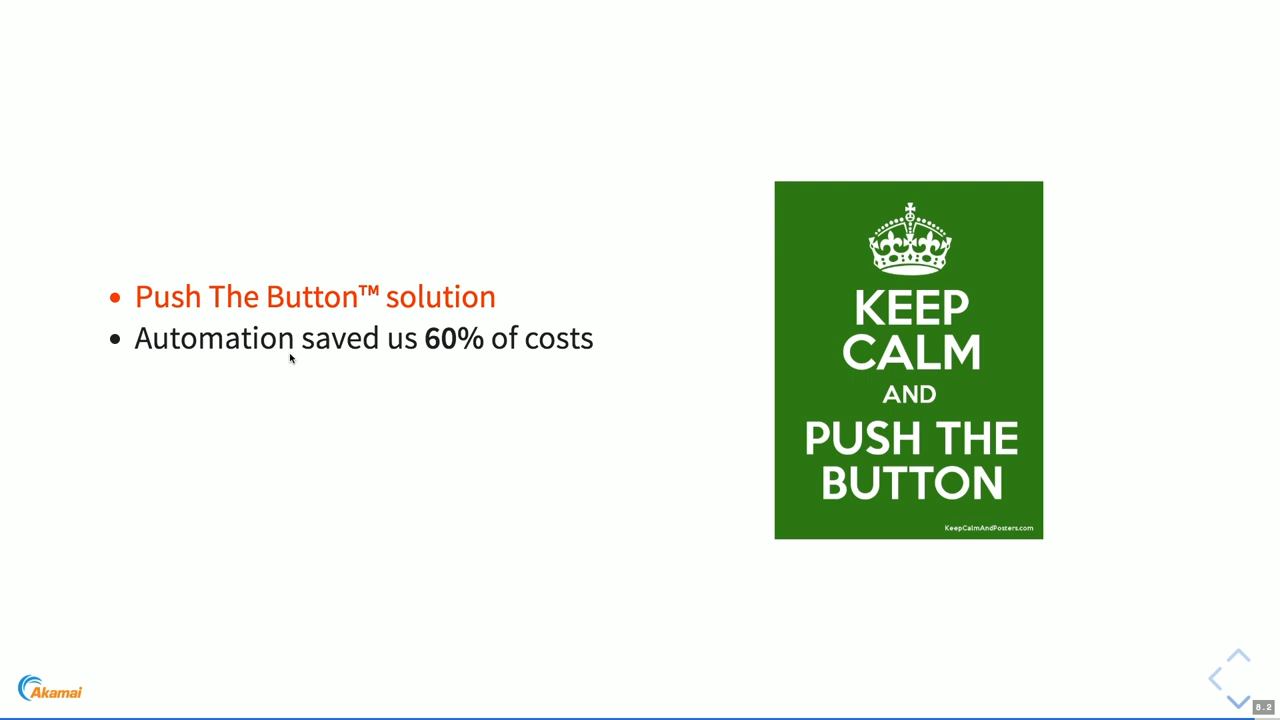 Push The Button™ solution
Automation saved us 60% of costs
KEEP
CALM
AND
PUSH THE
BUTTON
KeepCalmAndPosters.com
Akamai
8.2